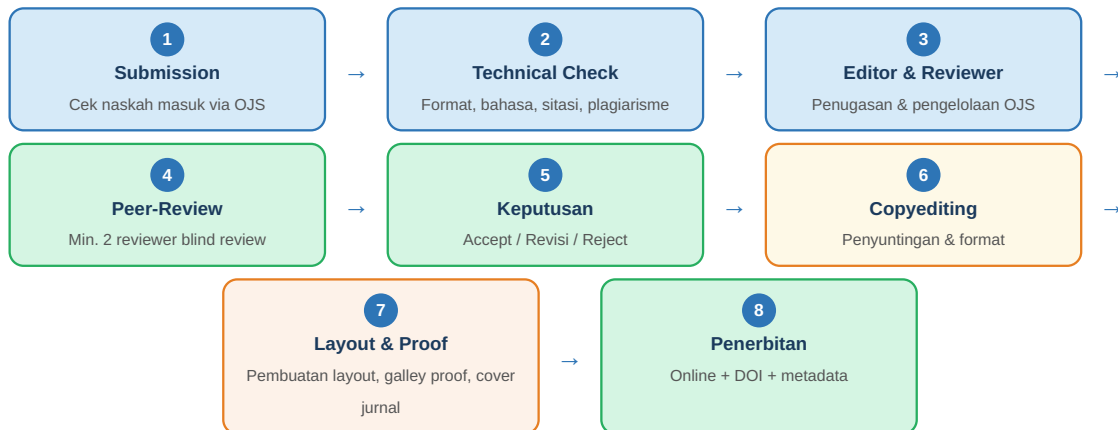 1
Submission
Cek naskah masuk via OJS
→
2
Technical Check
Format, bahasa, sitasi, plagiarisme
→
3
Editor & Reviewer
Penugasan & pengelolaan OJS
→
4
Peer-Review
Min. 2 reviewer blind review
→
5
Keputusan
Accept / Revisi / Reject
→
6
Copyediting
Penyuntingan & format
→
7
Layout & Proof
Pembuatan layout, galley proof, cover
jurnal
→
8
Penerbitan
Online + DOI + metadata